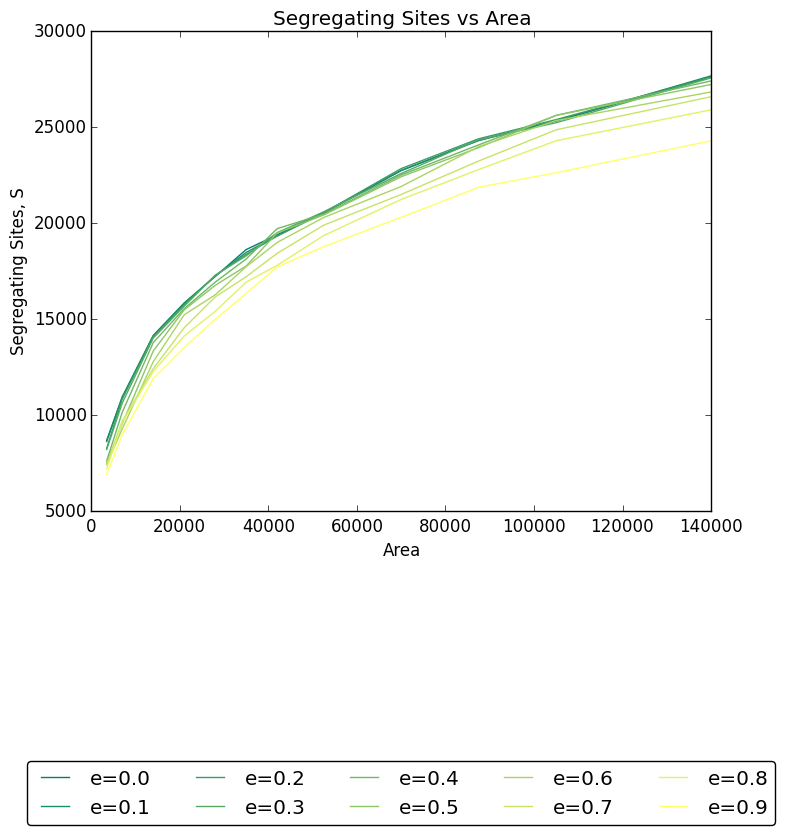 Segregating Sites vs Area
30000
25000
20000
15000
10000
5000
Segregating Sites, S
0 20000 40000 60000 80000 100000 120000 140000
Area
e=0.0 e=0.2 e=0.4 e=0.6 e=0.8
e=0.1 e=0.3 e=0.5 e=0.7 e=0.9